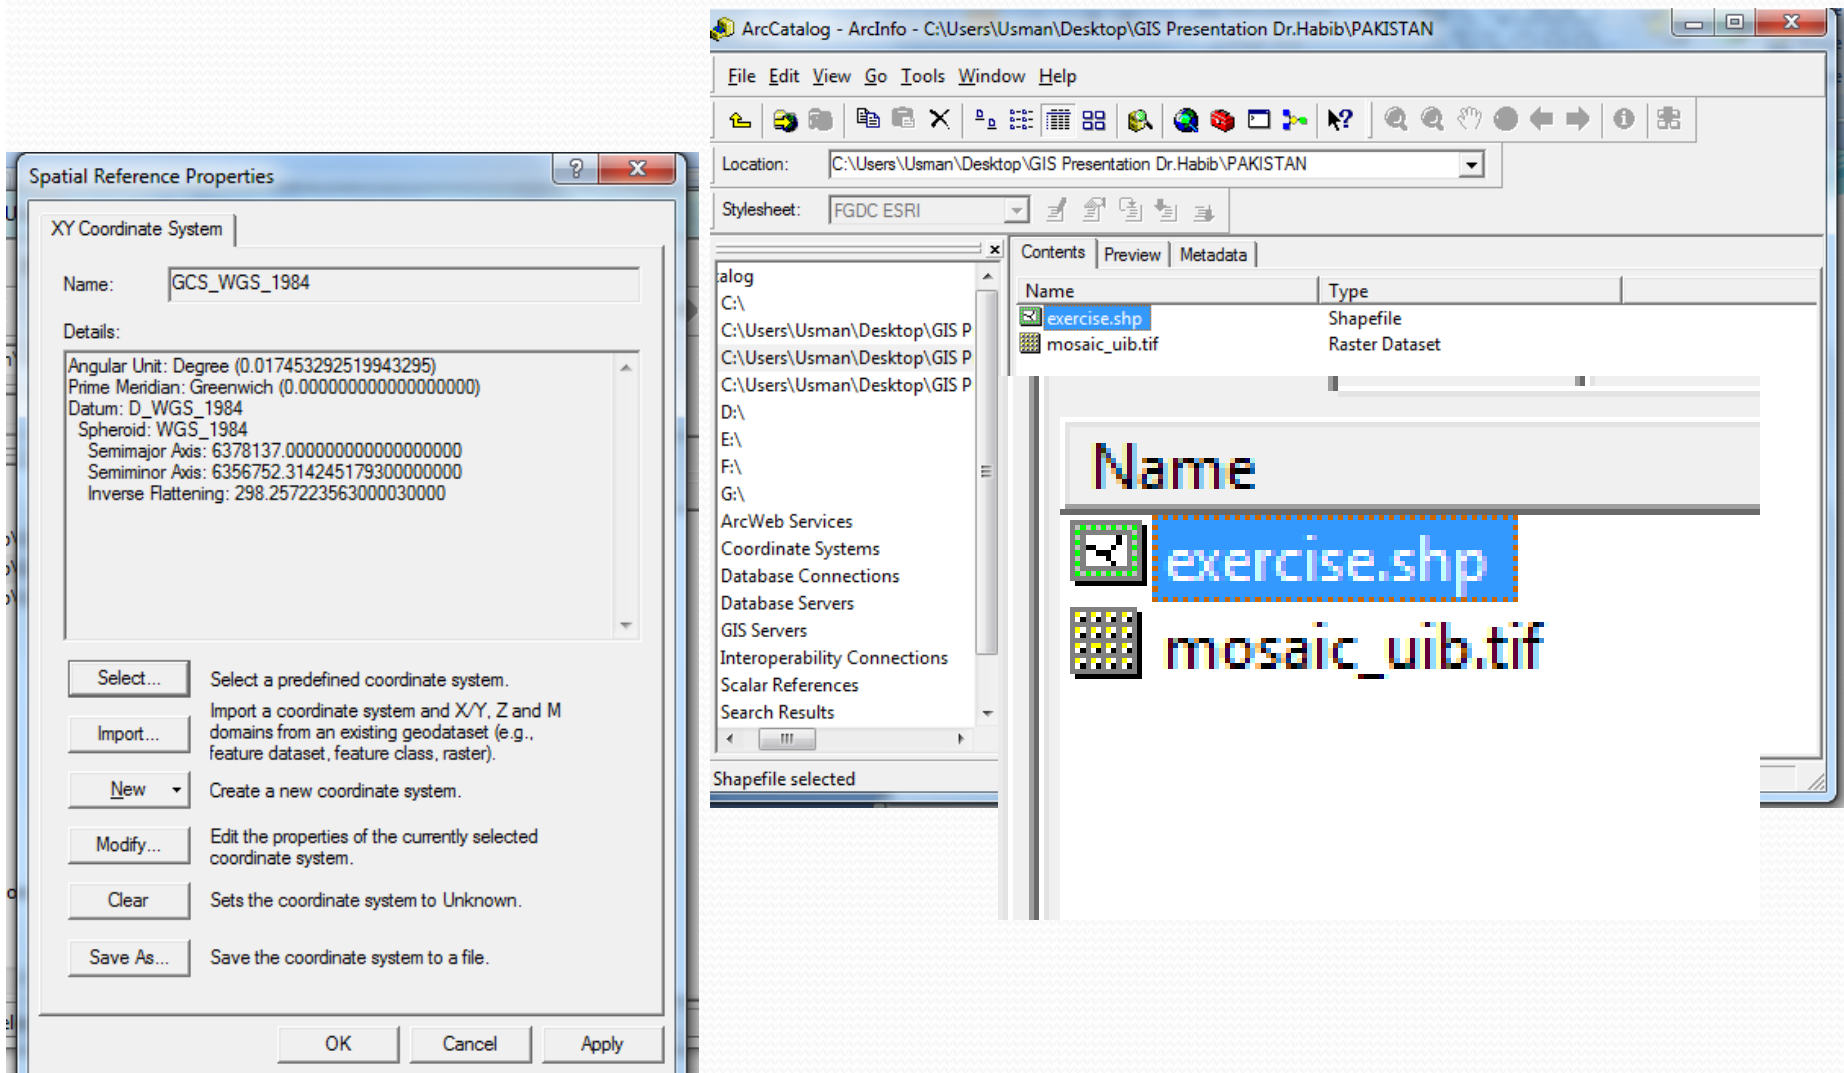 Spatial Reference Properties
XY Coordinate System
Name: GCS_WGS_1984
Details:
Angular Unit: Degree (0.017453292519943295)
Prime Meridian: Greenwich (0.000000000000000000)
Datum: D_WGS_1984
Spheroid: WGS_1984
Semimajor Axis: 6378137.000000000000000000
Semiminor Axis: 6356752.314245179300000000
Inverse Flattening: 298.257223563000030000
Select... Select a predefined coordinate system.
Import... Import a coordinate system and X/Y, Z and M
domains from an existing geodataset (e.g.,
feature dataset, feature class, raster).
New Create a new coordinate system.
Modify... Edit the properties of the currently selected
coordinate system.
Clear Sets the coordinate system to Unknown.
Save As... Save the coordinate system to a file.
OK Cancel Apply
ArcCatalog - ArcInfo - C:\Users\Usman\Desktop\GIS Presentation Dr.Habib\PAKISTAN
File Edit View Go Tools Window Help
Location: C:\Users\Usman\Desktop\GIS Presentation Dr.Habib\PAKISTAN
Stylesheet: FGDC ESRI
alog
C:\
C:\Users\Usman\Desktop\GIS P
C:\Users\Usman\Desktop\GIS P
C:\Users\Usman\Desktop\GIS P
D:\
E:\
F:\
G:\
ArcWeb Services
Coordinate Systems
Database Connections
Database Servers
GIS Servers
Interoperability Connections
Scalar References
Search Results
Contents Preview Metadata
Name Type
exercise.shp Shapefile
mosaic_uib.tif Raster Dataset
Name
exercise.shp
mosaic_uib.tif
Shapefile selected